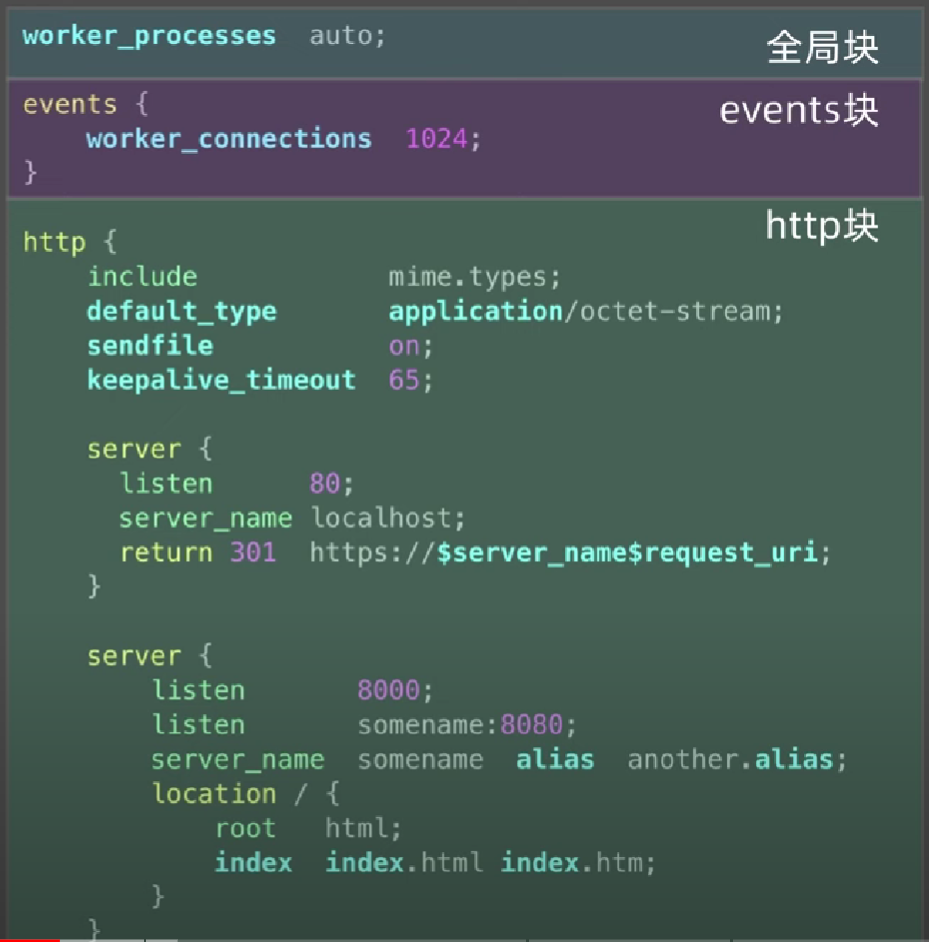 worker_processes  auto;
全局块
events {
events块
    worker_connections  1024;
}
http块
http {
    include            mime.types;
    default_type       application/octet-stream;
    sendfile           on;
    keepalive_timeout  65;
    server {
      listen      80;
      server_name localhost;
      return 301  https://$server_name$request_uri;
    }
    server {
        listen       8000;
        listen       somename:8080;
        server_name  somename  alias  another.alias;
        location / {
            root   html;
            index  index.html index.htm;
        }
    }